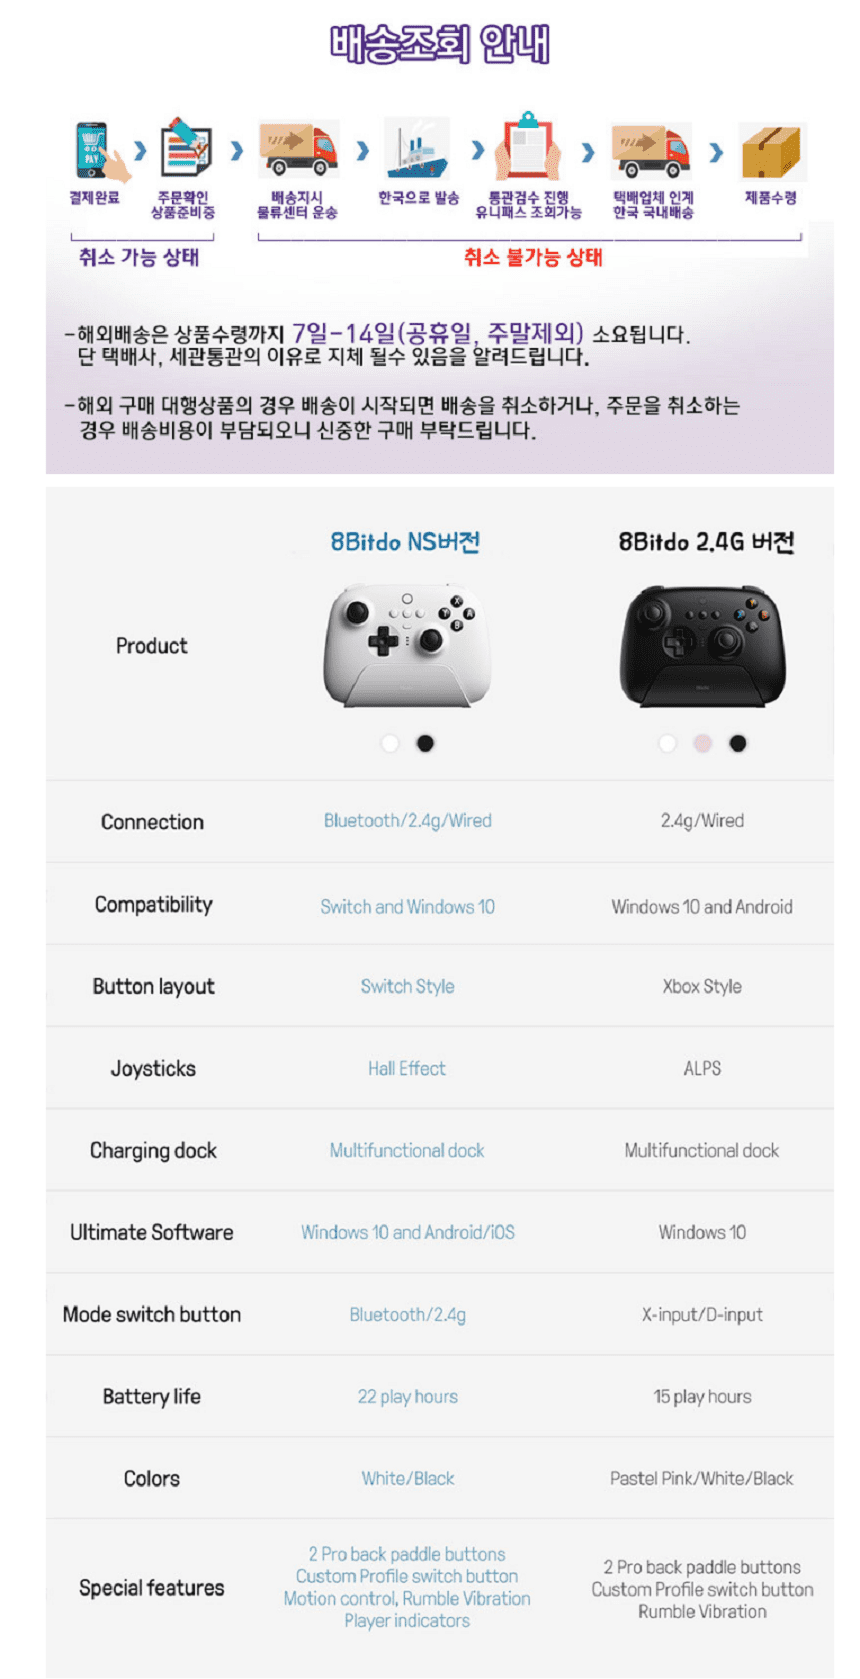 배송조회 안내
결제완료
주문확인
상품준비중
배송지시
물류센터 운송
한국으로 발송
통관검수 진행
유니패스 조회가능
택배업체 인계
한국 국내배송
제품수령
취소 가능 상태
취소 불가능 상태
-해외배송은 상품수령까지 7일-14일(공휴일, 주말제외) 소요됩니다.
단 택배사, 세관통관의 이유로 지체 될수 있음을 알려드립니다.
-해외 구매 대행상품의 경우 배송이 시작되면 배송을 취소하거나, 주문을 취소하는
경우 배송비용이 부담되오니 신중한 구매 부탁드립니다.
8Bitdo NS버전
8Bitdo 2.4G 버전
Product
Connection
Bluetooth/2.4g/Wired
2.4g/Wired
Compatibility
Switch and Windows 10
Windows 10 and Android
Button layout
Switch Style
Xbox Style
Joysticks
Hall Effect
ALPS
Charging dock
Multifunctional dock
Multifunctional dock
Ultimate Software
Windows 10 and Android/iOS
Windows 10
Mode switch button
Bluetooth/2.4g
X-input/D-input
Battery life
22 play hours
15 play hours
Colors
White/Black
Pastel Pink/White/Black
Special features
2 Pro back paddle buttons
Custom Profile switch button
Motion control, Rumble Vibration
Player indicators
2 Pro back paddle buttons
Custom Profile switch button
Rumble Vibration